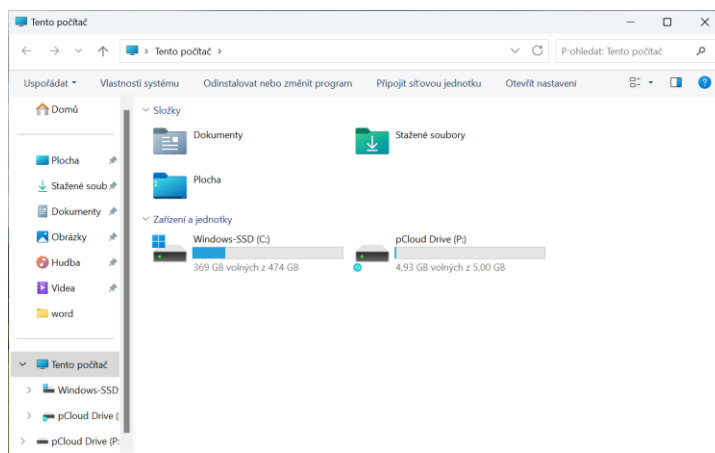 Tento počítač
Tento počítač
Prohledat: Tento počítač
Uspořádat
Vlastnosti systému
Odinstalovat nebo změnit program
Připojit síťovou jednotku
Otevřít nastavení
Domů
Plocha
Stažené soub
Dokumenty
Obrázky
Hudba
Videa
word
Tento počítač
Windows-SSD
pCloud Drive (
pCloud Drive (P:
Složky
Dokumenty
Stažené soubory
Plocha
Zařízení a jednotky
Windows-SSD (C:)
369 GB volných z 474 GB
pCloud Drive (P:)
4,93 GB volných z 5,00 GB